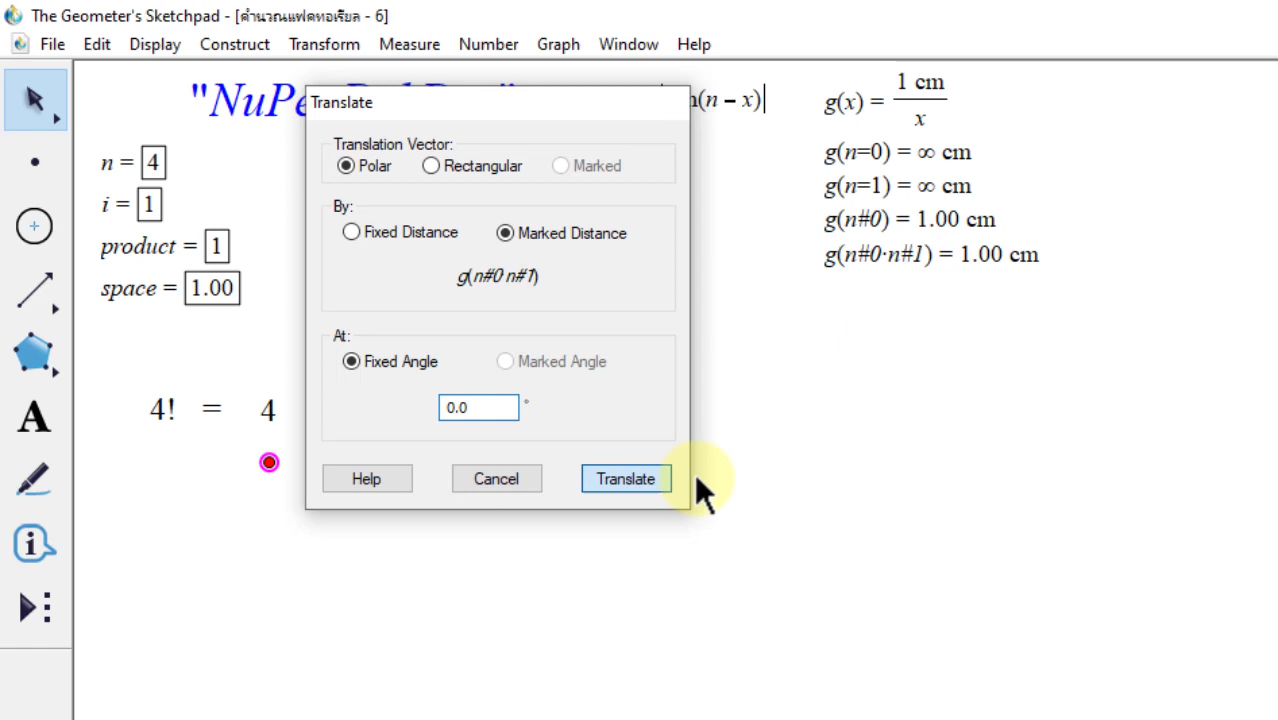 The Geometer's Sketchpad - [คำนวณแฟคทอเรียล - 6]
File Edit Display Construct Transform Measure Number Graph Window Help
"NuPe
n(n – x)
g(x) = 1 cm / x
Translate
Translation Vector:
Polar Rectangular Marked
n = 4
g(n=0) = ∞ cm
i = 1
g(n=1) = ∞ cm
By:
Fixed Distance Marked Distance
g(n#0) = 1.00 cm
product = 1
g(n#0·n#1) = 1.00 cm
g(n#0 n#1)
space = 1.00
At:
Fixed Angle Marked Angle
4! = 4
0.0 °
Help Cancel Translate
A
i